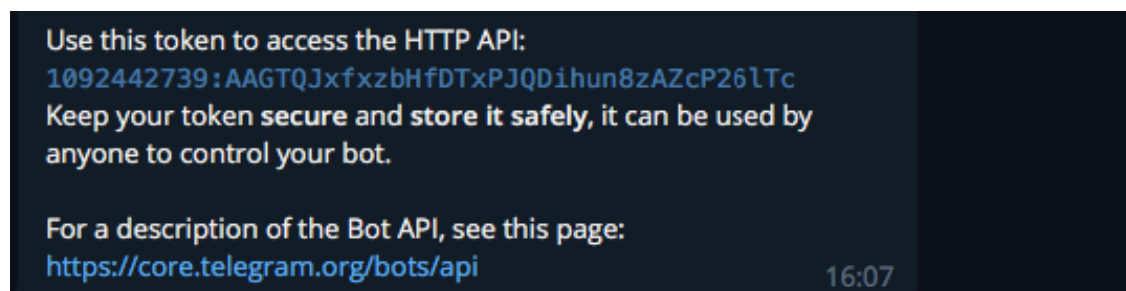 Use this token to access the HTTP API:
1092442739:AAGTQJxfxzbHfDTxPJQDihun8zAZcP26lTc
Keep your token secure and store it safely, it can be used by
anyone to control your bot.
For a description of the Bot API, see this page:
https://core.telegram.org/bots/api
16:07